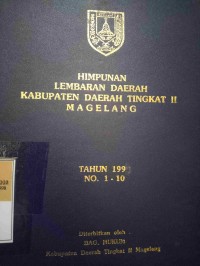 HIMPUNAN
LEMBARAN DAERAH
KABUPATEN DAERAH TINGKAT II
MAGELANG
TAHUN 199
NO. 1 - 10
Diterbitkan oleh
BAG. HUKUM
Kabupaten Daerah Tingkat II Magelang